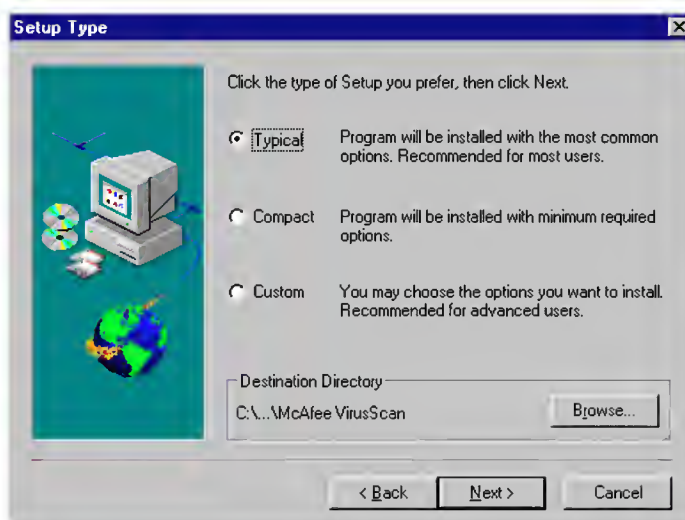 Setup Type
Click the type of Setup you prefer, then click Next.
Typical
Program will be installed with the most common
options. Recommended for most users.
Compact
Program will be installed with minimum required
options.
Custom
You may choose the options you want to install.
Recommended for advanced users.
Destination Directory
C:\...\McAfee VirusScan
Browse...
< Back
Next >
Cancel